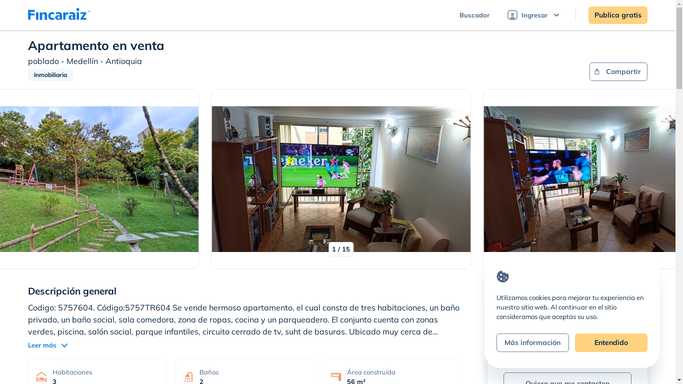 Fincaraiz
Buscador
Ingresar
Publica gratis
Apartamento en venta
poblado - Medellín - Antioquia
Inmobiliaria
Compartir
1 / 15
Descripción general
Codigo: 5757604. Código:5757TR604 Se vende hermoso apartamento, el cual consta de tres habitaciones, un baño
privado, un baño social, sala comedora, zona de ropas, cocina y un parqueadero. El conjunto cuenta con zonas
verdes, piscina, salón social, parque infantiles, circuito cerrado de tv, suht de basuras. Ubicado muy cerca de...
Leer más
Habitaciones
3
Baños
2
Área construida
56 m²
Utilizamos cookies para mejorar tu experiencia en
nuestro sitio web. Al continuar en el sitio
consideramos que aceptas su uso.
Más información
Entendido
Quiero que me contacten